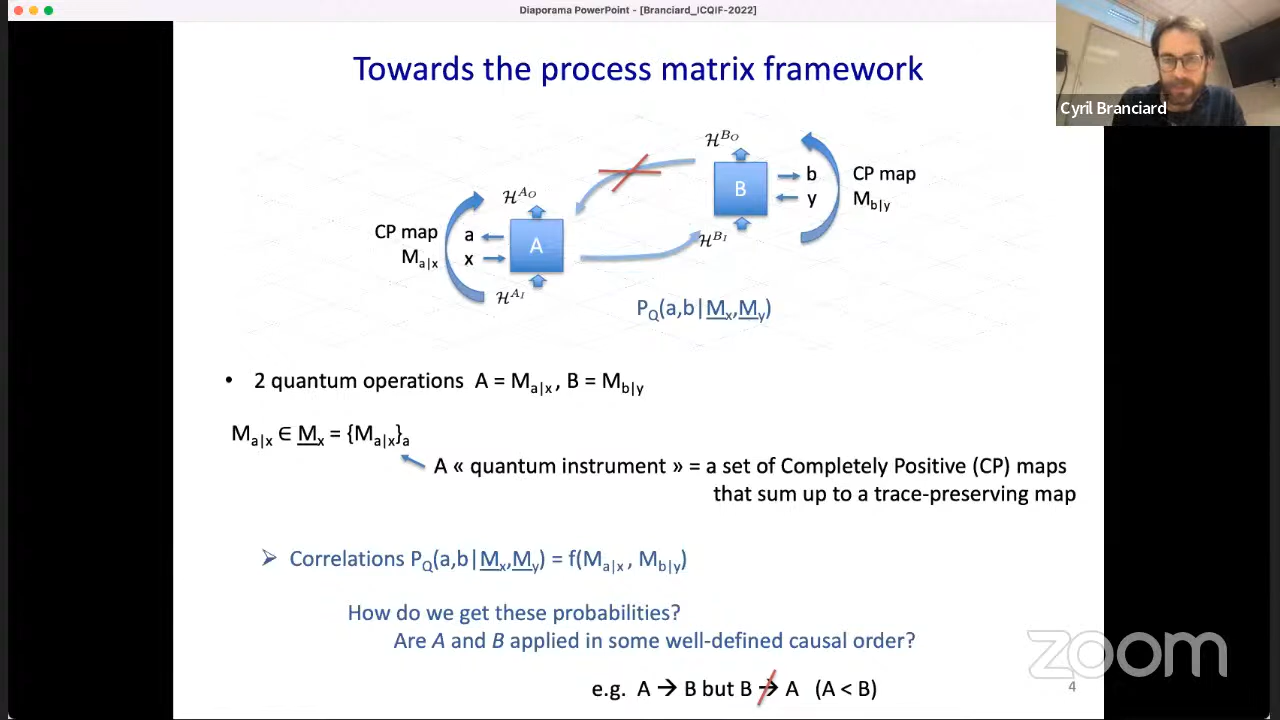 Diaporama PowerPoint - [Branciard_ICQIF-2022]
Towards the process matrix framework
Cyril Branciard
ℋ^{B_O}
B
b
y
CP map
M_{b|y}
ℋ^{B_I}
ℋ^{A_O}
CP map
M_{a|x}
a
x
A
ℋ^{A_I}
P_Q(a,b|M_x,M_y)
• 2 quantum operations A = M_{a|x} , B = M_{b|y}
M_{a|x} ∈ M_x = {M_{a|x}}_a
A « quantum instrument » = a set of Completely Positive (CP) maps
that sum up to a trace-preserving map
➢ Correlations P_Q(a,b|M_x,M_y) = f(M_{a|x} , M_{b|y})
How do we get these probabilities?
Are A and B applied in some well-defined causal order?
e.g. A → B but B → A (A < B)
4
zoom